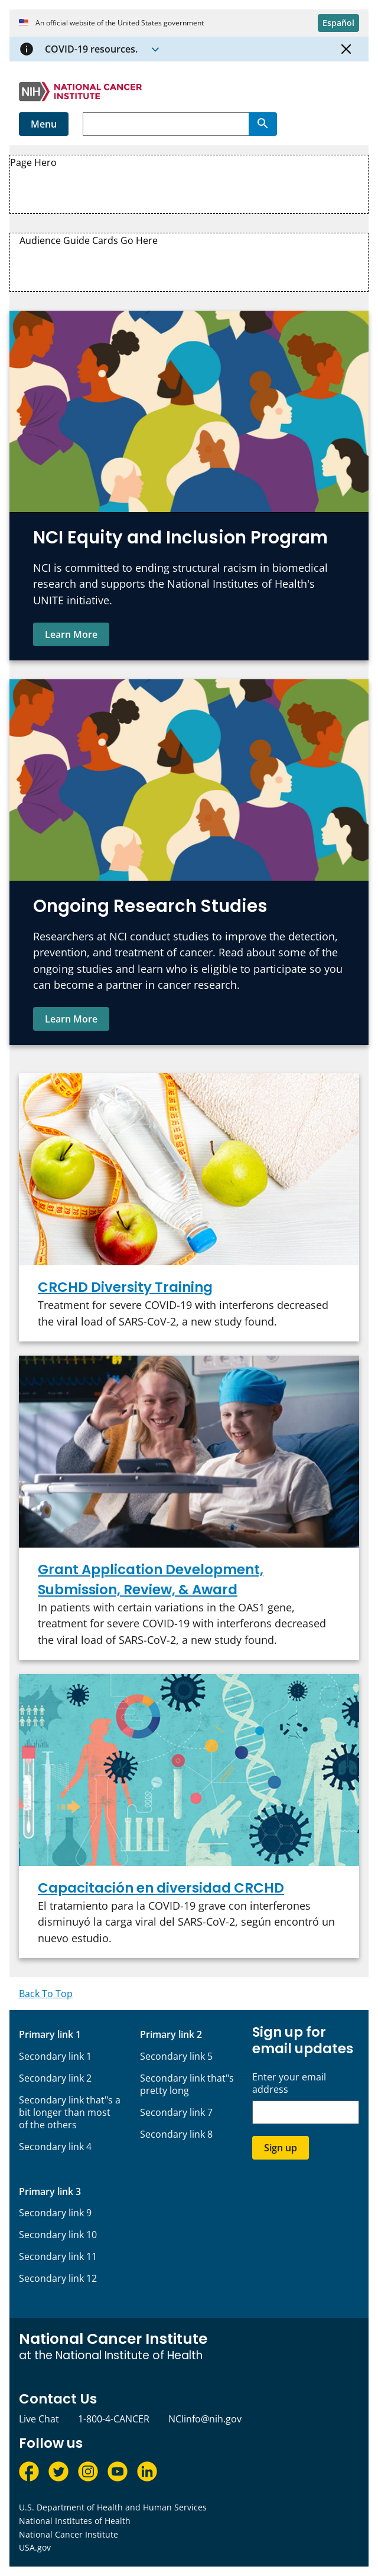 An official website of the United States government
Español
COVID-19 resources.
NIH
NATIONAL CANCER
INSTITUTE
Menu
Page Hero
Audience Guide Cards Go Here
NCI Equity and Inclusion Program
NCI is committed to ending structural racism in biomedical
research and supports the National Institutes of Health's
UNITE initiative.
Learn More
Ongoing Research Studies
Researchers at NCI conduct studies to improve the detection,
prevention, and treatment of cancer. Read about some of the
ongoing studies and learn who is eligible to participate so you
can become a partner in cancer research.
Learn More
CRCHD Diversity Training
Treatment for severe COVID-19 with interferons decreased
the viral load of SARS-CoV-2, a new study found.
Grant Application Development,
Submission, Review, & Award
In patients with certain variations in the OAS1 gene,
treatment for severe COVID-19 with interferons decreased
the viral load of SARS-CoV-2, a new study found.
Capacitación en diversidad CRCHD
El tratamiento para la COVID-19 grave con interferones
disminuyó la carga viral del SARS-CoV-2, según encontró un
nuevo estudio.
Back To Top
Primary link 1
Secondary link 1
Secondary link 2
Secondary link that"s a
bit longer than most
of the others
Secondary link 4
Primary link 2
Secondary link 5
Secondary link that"s
pretty long
Secondary link 7
Secondary link 8
Sign up for
email updates
Enter your email
address
Sign up
Primary link 3
Secondary link 9
Secondary link 10
Secondary link 11
Secondary link 12
National Cancer Institute
at the National Institute of Health
Contact Us
Live Chat
1-800-4-CANCER
NCIinfo@nih.gov
Follow us
U.S. Department of Health and Human Services
National Institutes of Health
National Cancer Institute
USA.gov